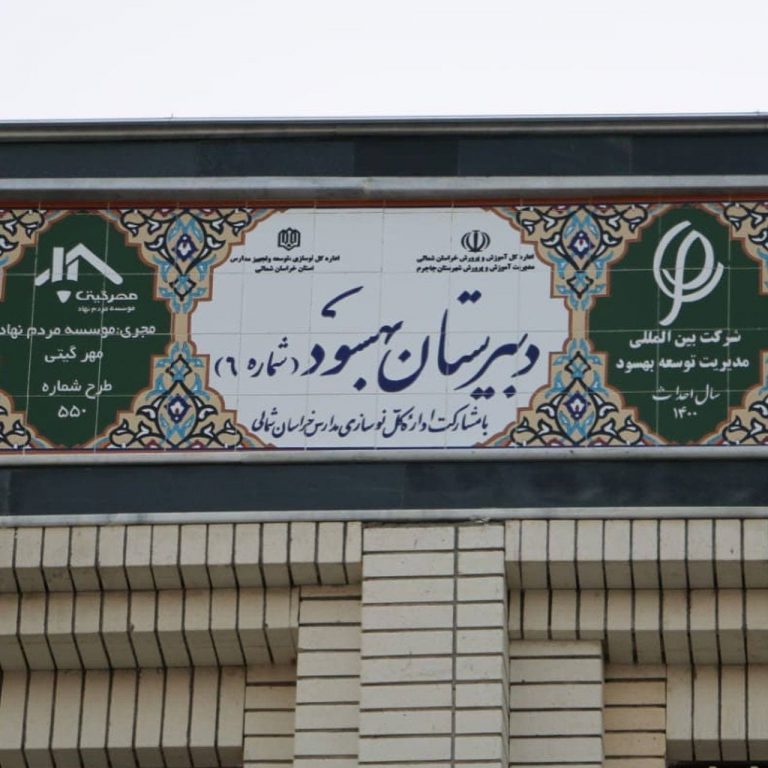 شرکت بین المللی
مدیریت توسعه بهسود
سال احداث
۱۴۰۰
اداره کل آموزش و پرورش خراسان شمالی
مدیریت آموزش و پرورش شهرستان جاجرم
اداره کل نوسازی، توسعه و تجهیز مدارس
استان خراسان شمالی
دبیرستان بهسود (شماره ۶)
با مشارکت اداره کل نوسازی مدارس خراسان شمالی
مهرگیتی
موسسه مردم نهاد
مجری: موسسه مردم نهاد
مهر گیتی
طرح شماره
۵۵۰